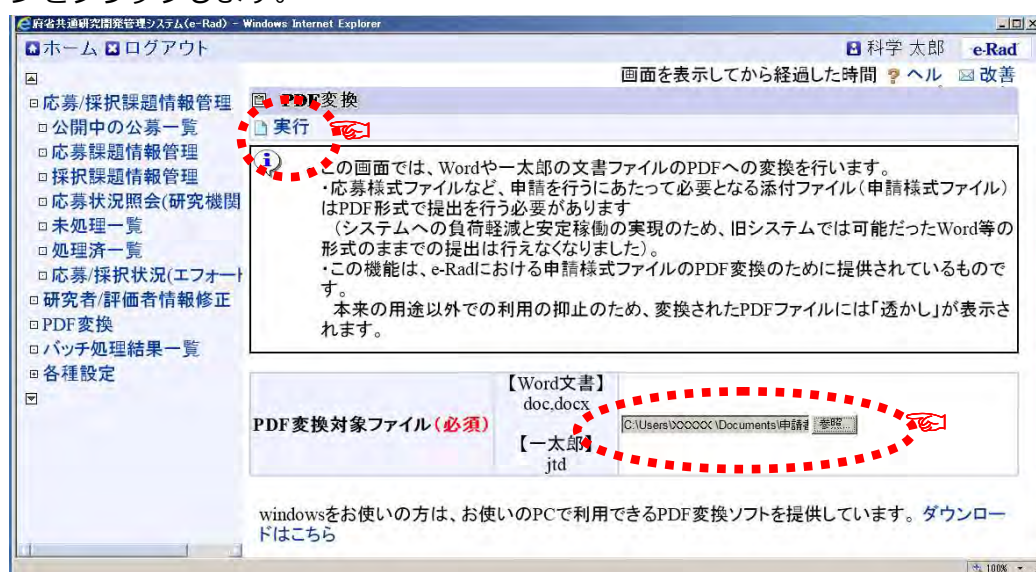 府省共通研究開発管理システム(e-Rad) - Windows Internet Explorer
ホーム ログアウト 科学 太郎 e-Rad
画面を表示してから経過した時間 ヘル 改善
応募/採択課題情報管理
公開中の公募一覧
応募課題情報管理
採択課題情報管理
応募状況照会(研究機関
未処理一覧
処理済一覧
応募/採択状況(エフォート
研究者/評価者情報修正
PDF変換
バッチ処理結果一覧
各種設定
PDF変換
実行
この画面では、Wordや一太郎の文書ファイルのPDFへの変換を行います。
・応募様式ファイルなど、申請を行うにあたって必要となる添付ファイル(申請様式ファイル)
はPDF形式で提出を行う必要があります
(システムへの負荷軽減と安定稼働の実現のため、旧システムでは可能だったWord等の
形式のままでの提出は行えなくなりました)。
・この機能は、e-Radにおける申請様式ファイルのPDF変換のために提供されているもので
す。
本来の用途以外での利用の抑止のため、変換されたPDFファイルには「透かし」が表示さ
れます。
PDF変換対象ファイル(必須)
【Word文書】
doc,docx
【一太郎】
jtd
C:\Users\XXXXXX\Documents\申請者 参照...
windowsをお使いの方は、お使いのPCで利用できるPDF変換ソフトを提供しています。ダウンロー
ドはこちら
100%